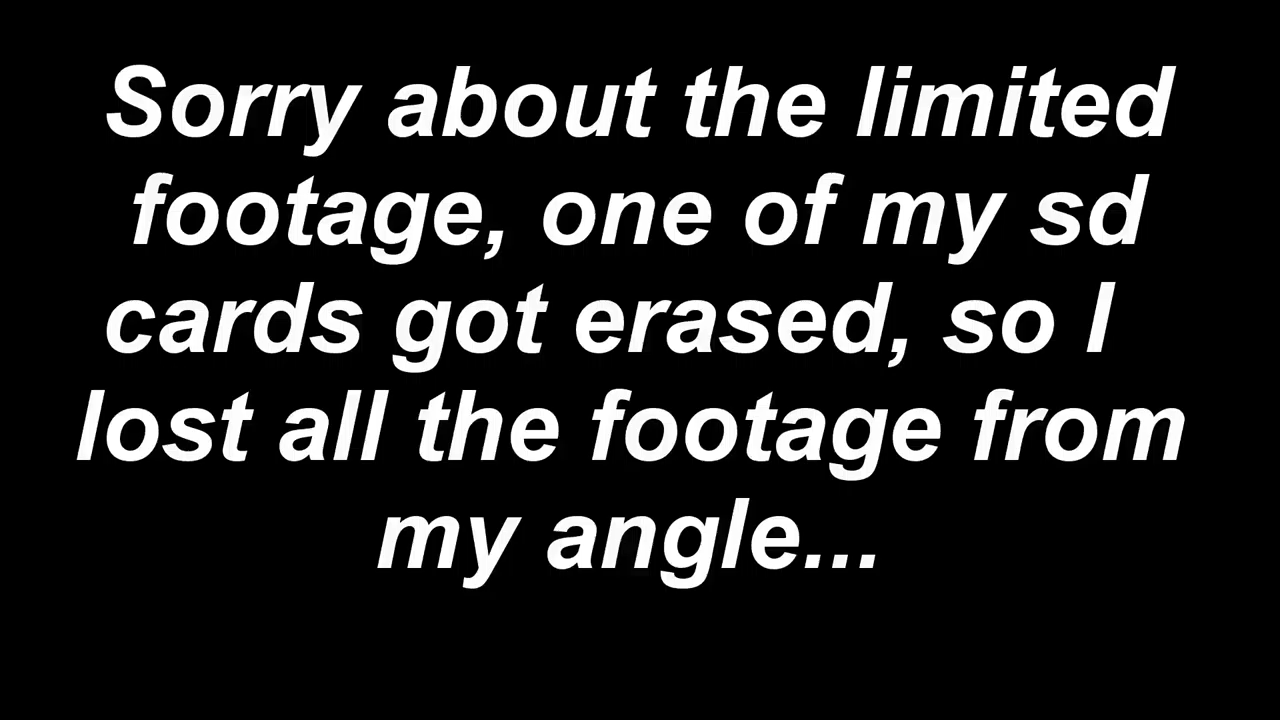 Sorry about the limited
footage, one of my sd
cards got erased, so I
lost all the footage from
my angle...